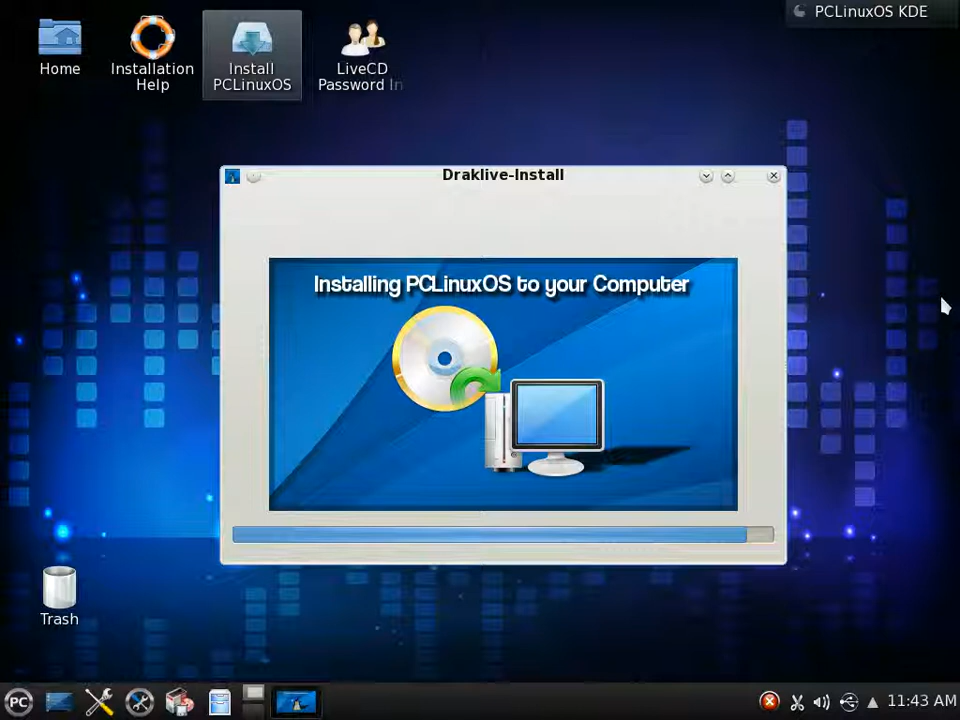 PCLinuxOS KDE
Home
Installation
Help
Install
PCLinuxOS
LiveCD
Password In
Draklive-Install
Installing PCLinuxOS to your Computer
Trash
PC
11:43 AM